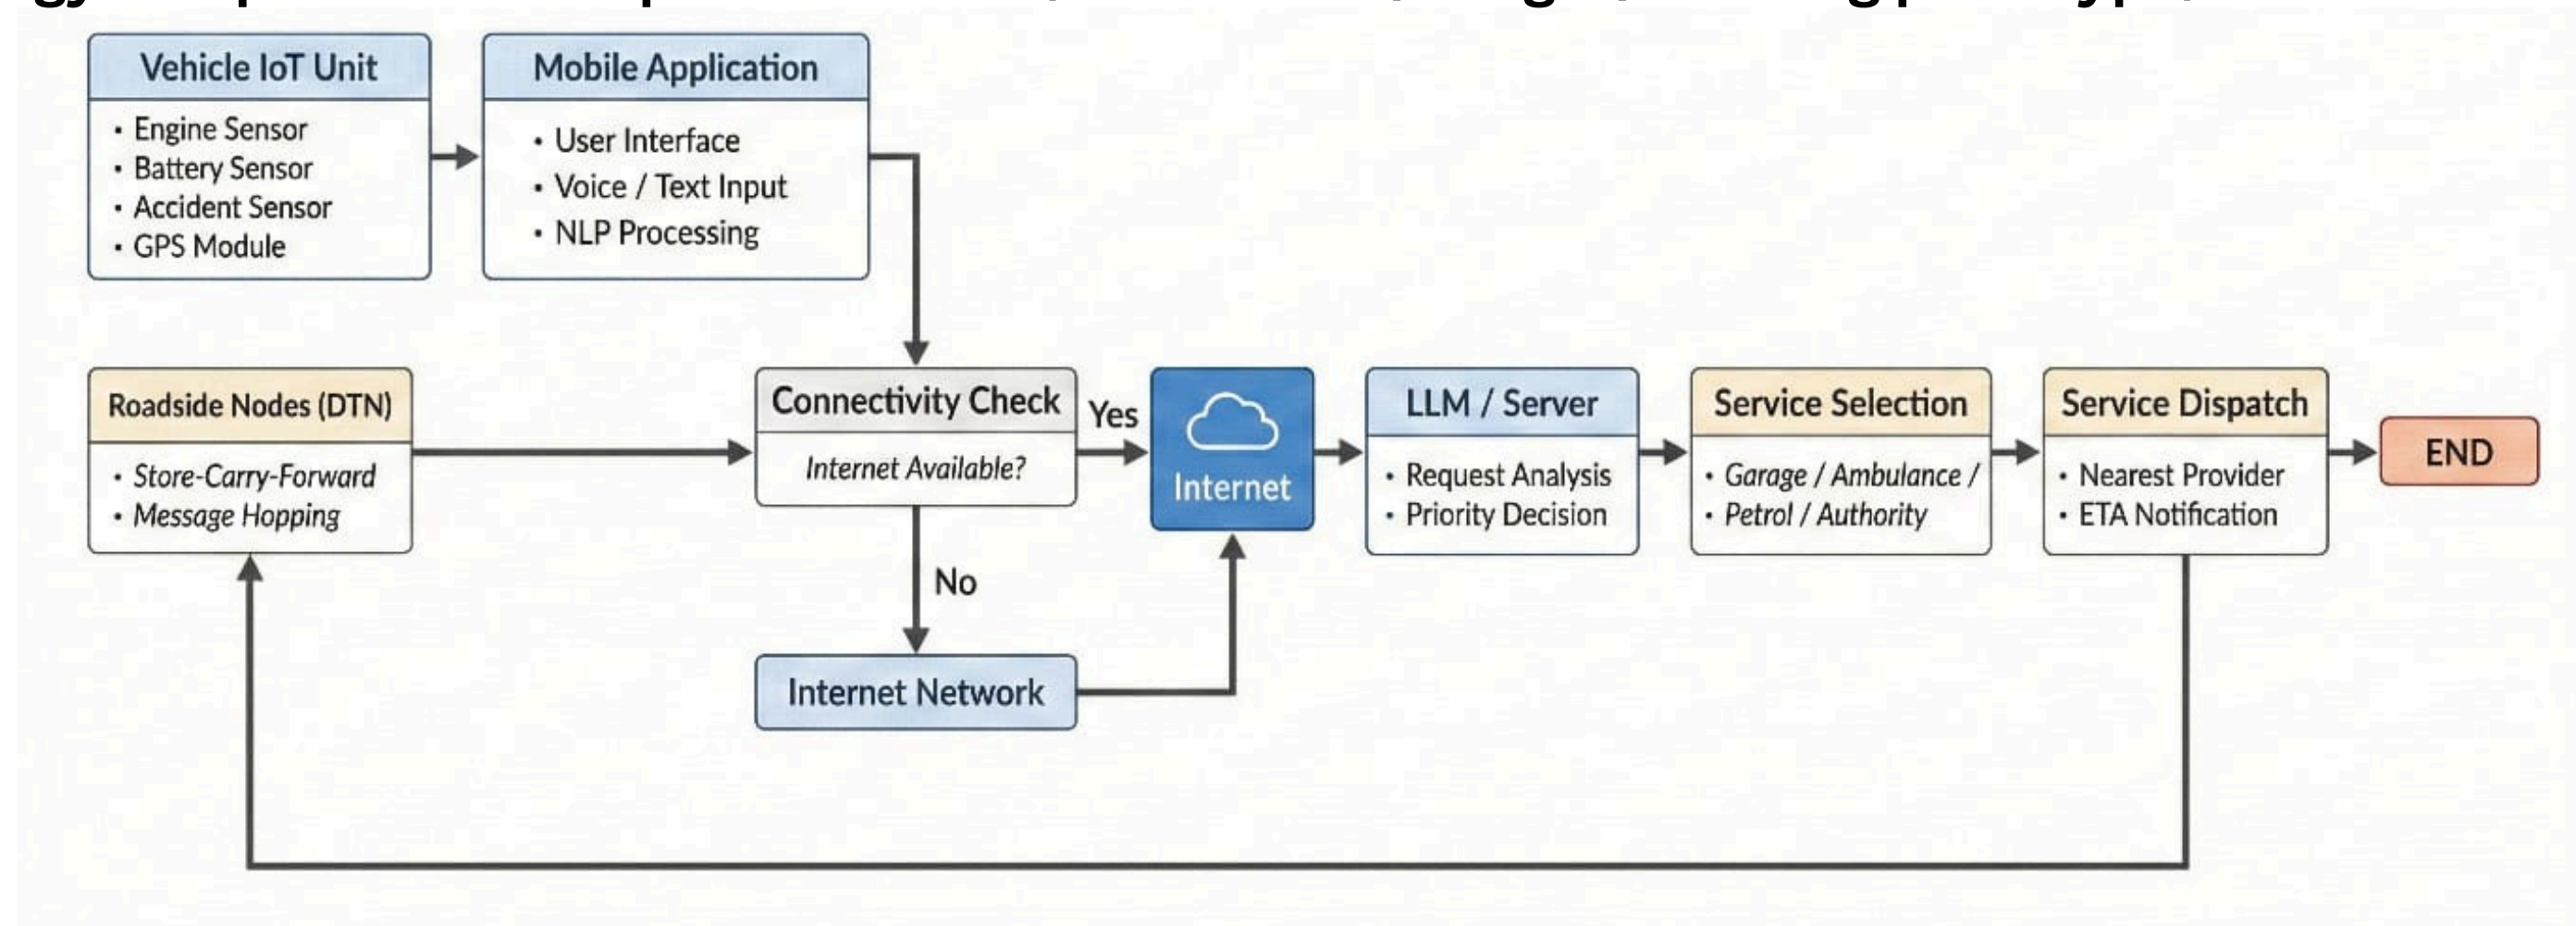 Vehicle IoT Unit
• Engine Sensor
• Battery Sensor
• Accident Sensor
• GPS Module
Mobile Application
• User Interface
• Voice / Text Input
• NLP Processing
Roadside Nodes (DTN)
• Store-Carry-Forward
• Message Hopping
Connectivity Check
Internet Available?
Yes
No
Internet Network
Internet
LLM / Server
• Request Analysis
• Priority Decision
Service Selection
• Garage / Ambulance /
• Petrol / Authority
Service Dispatch
• Nearest Provider
• ETA Notification
END